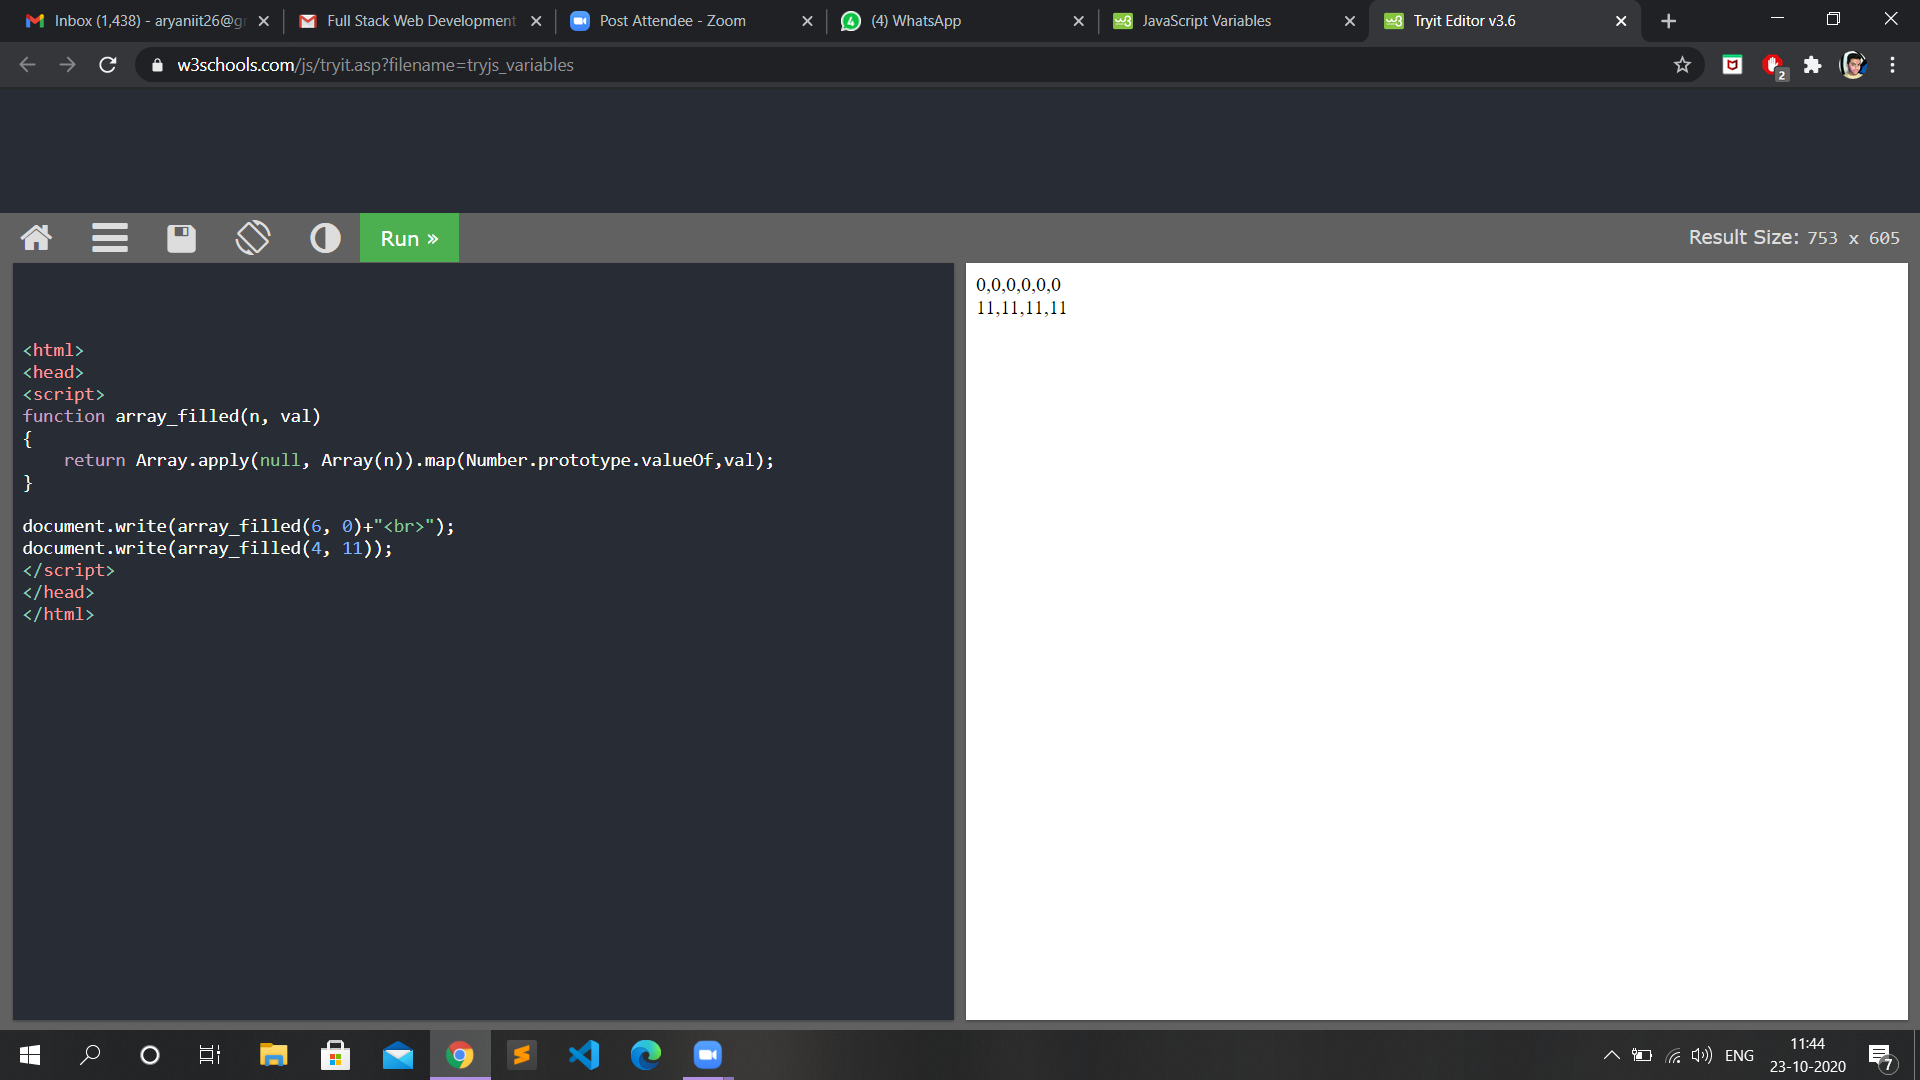 Inbox (1,438) - aryaniit26@gr
Full Stack Web Development
Post Attendee - Zoom
(4) WhatsApp
JavaScript Variables
Tryit Editor v3.6
w3schools.com/js/tryit.asp?filename=tryjs_variables
2
Run »
Result Size: 753 x 605
<html>
<head>
<script>
function array_filled(n, val)
{
    return Array.apply(null, Array(n)).map(Number.prototype.valueOf,val);
}
document.write(array_filled(6, 0)+"<br>");
document.write(array_filled(4, 11));
</script>
</head>
</html>
0,0,0,0,0,0
11,11,11,11
ENG
11:44
23-10-2020
7